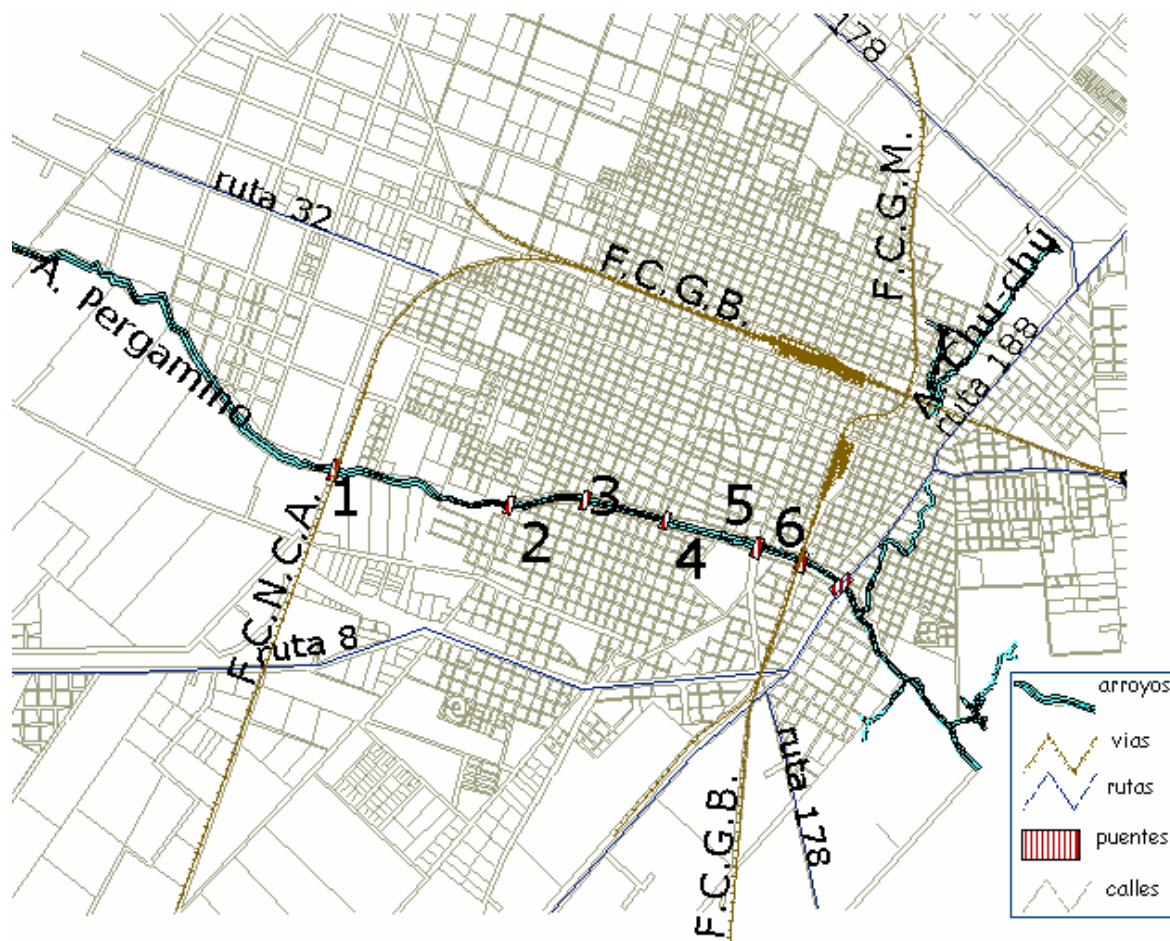 178
F.C.G.M.
ruta 32
A. Pergamino
F.C.G.B.
A. Chu-chú
ruta 188
1
2
3
4
5
6
F.C.N.C.A.
ruta 8
ruta 178
F.C.G.B.
arroyos
vias
rutas
puentes
calles